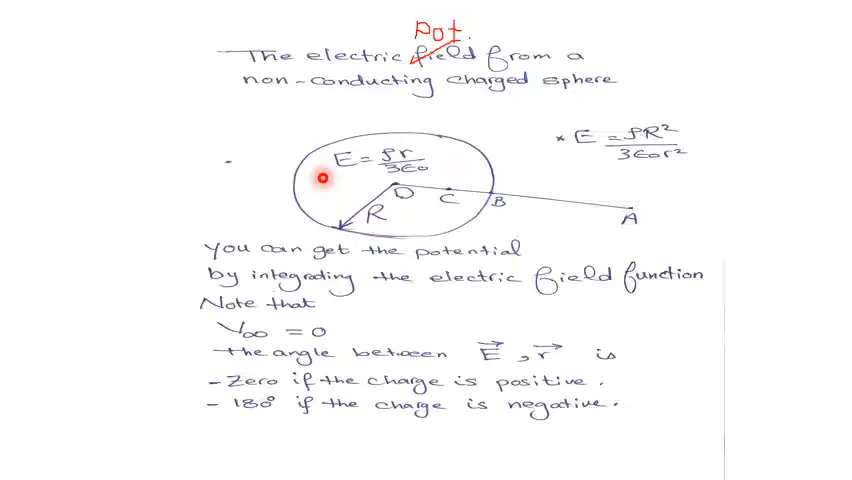 Pot.
The electric field from a
non-conducting charged sphere
* E = ρR²/3ϵ0r²
E = ρr/3ϵ0
D C B
R A
You can get the potential
by integrating the electric field function
Note that
V∞ = 0
The angle between E⃗ , r⃗ is
- Zero if the charge is positive.
- 180° if the charge is negative.